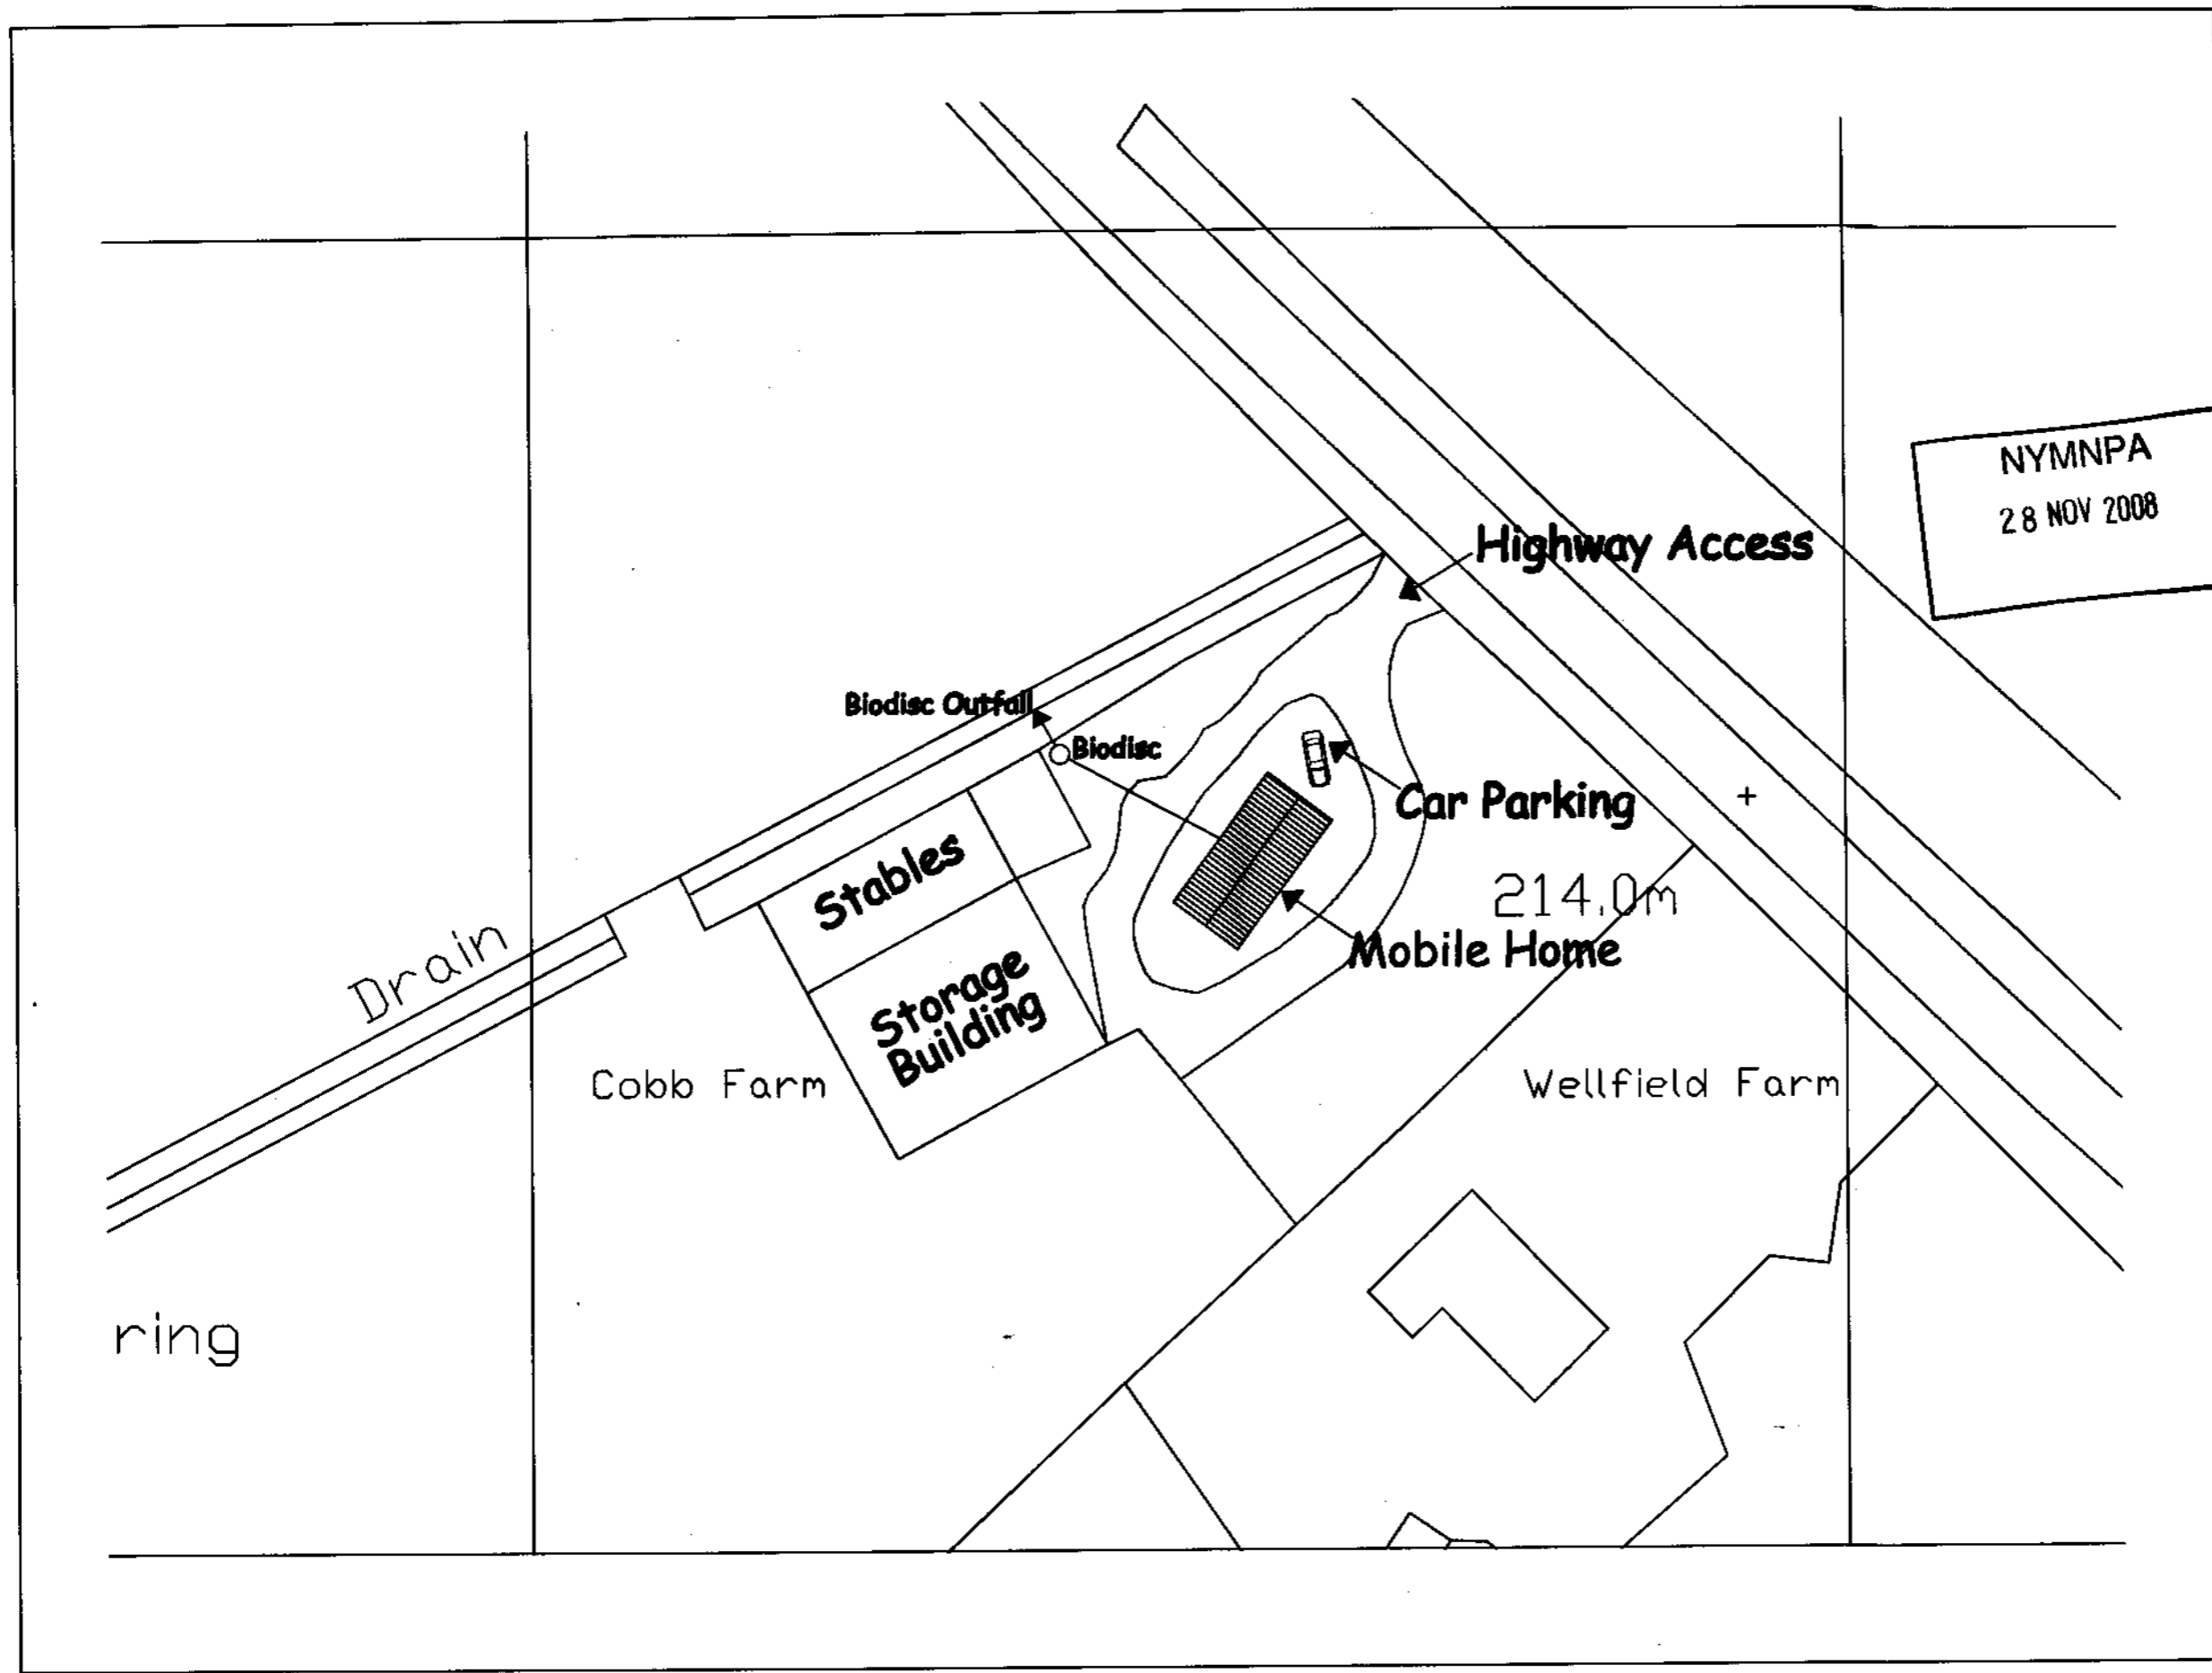 NYMNPA
28 NOV 2008
Highway Access
Biodisc Outfall
Biodisc
Car Parking
Stables
214.0m
Mobile Home
Drain
Storage
Building
Cobb Farm
Wellfield Farm
ring